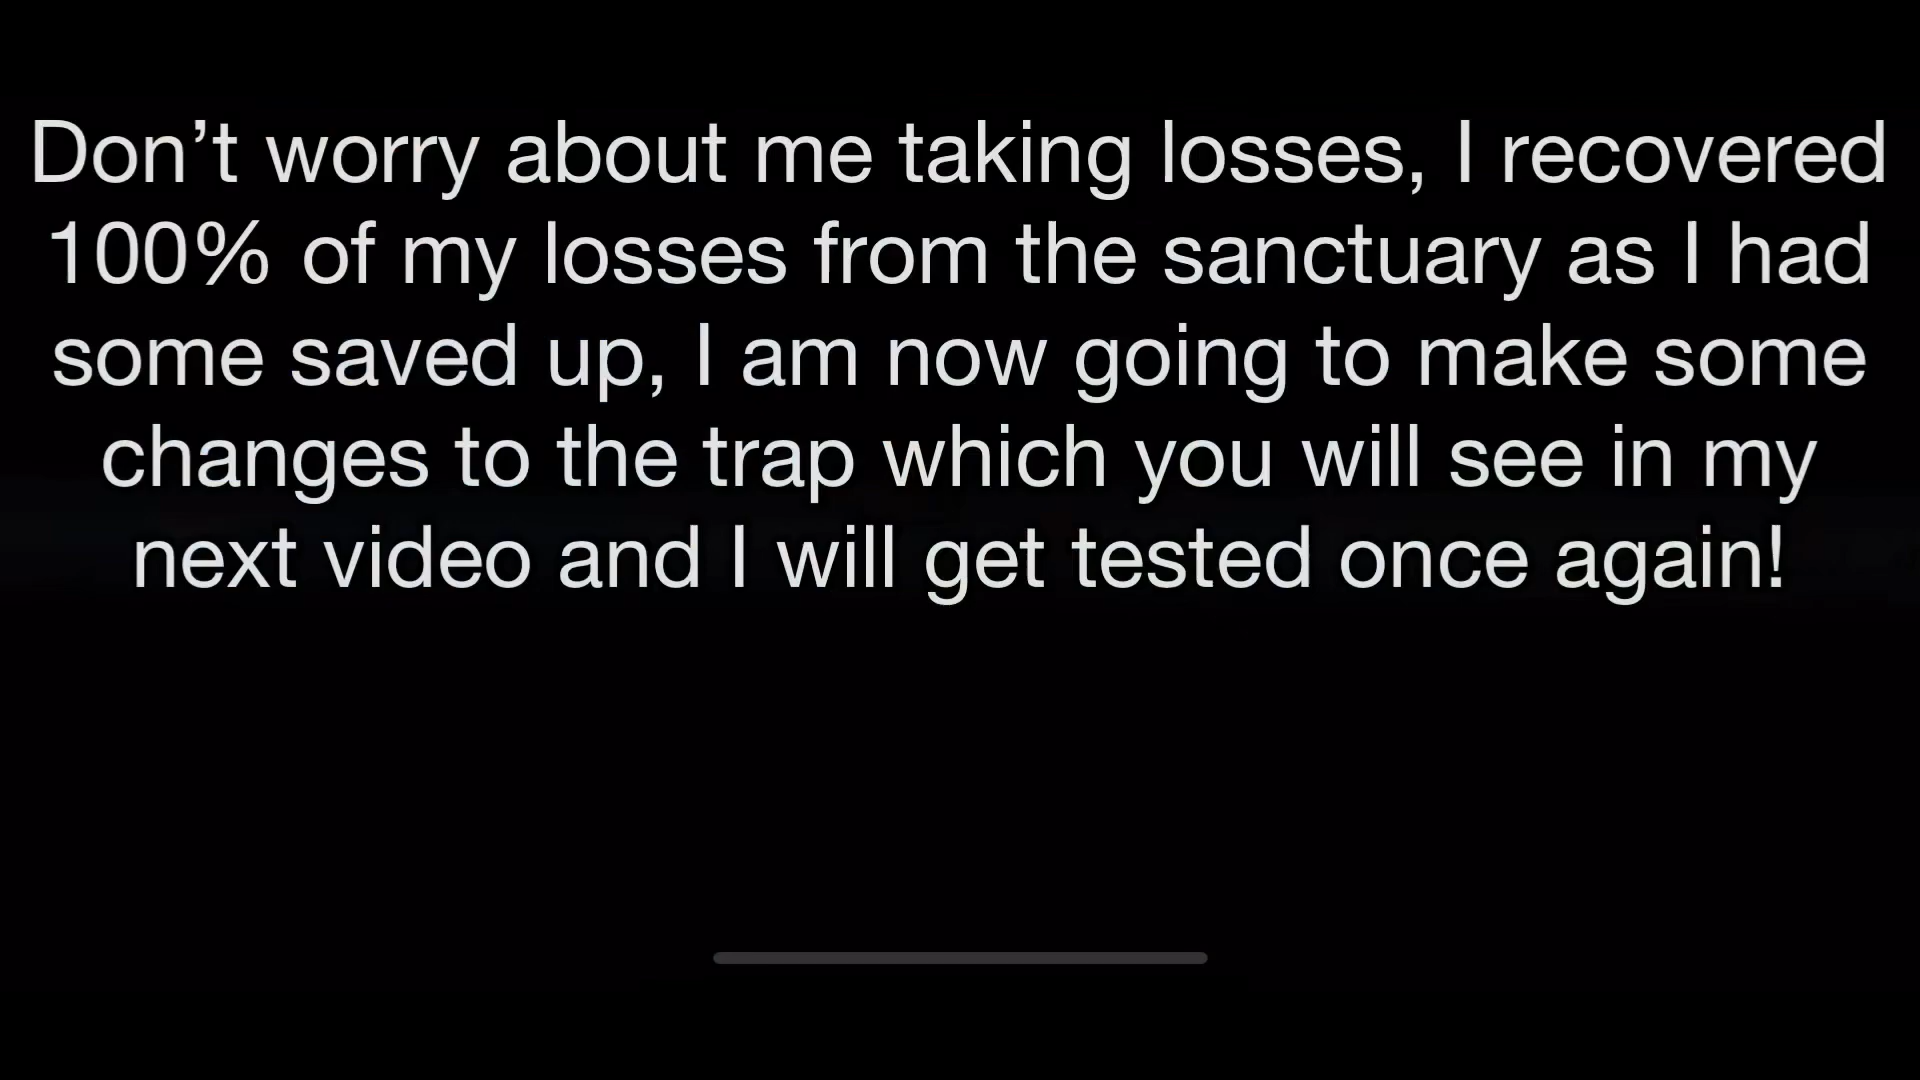 Don’t worry about me taking losses, I recovered
100% of my losses from the sanctuary as I had
some saved up, I am now going to make some
changes to the trap which you will see in my
next video and I will get tested once again!